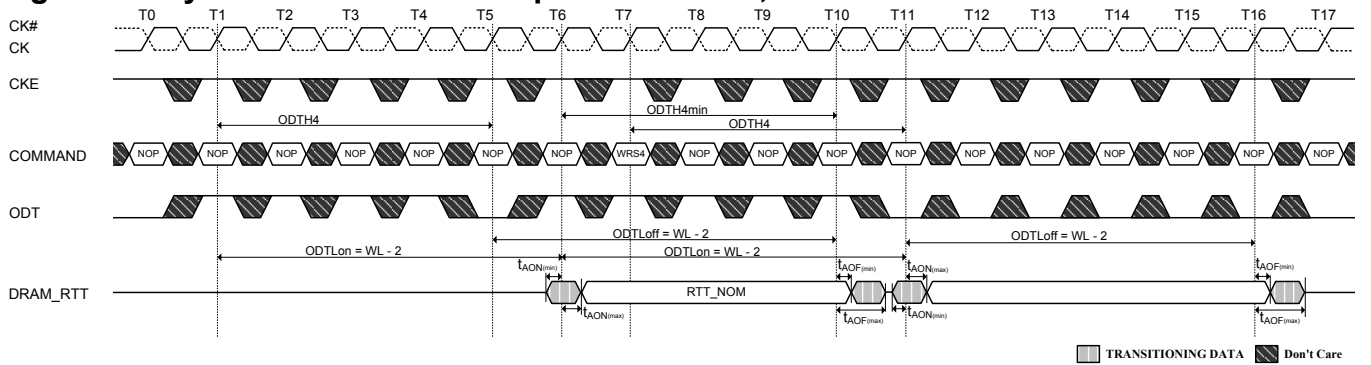 T0 T1 T2 T3 T4 T5 T6 T7 T8 T9 T10 T11 T12 T13 T14 T15 T16 T17
CK#
CK
CKE
ODTH4min
ODTH4
ODTH4
COMMAND
NOP NOP NOP NOP NOP NOP NOP WRS4 NOP NOP NOP NOP NOP NOP NOP NOP NOP NOP
ODT
ODTLoff = WL - 2
ODTLoff = WL - 2
ODTLon = WL - 2
ODTLon = WL - 2
tAON(min) tAOF(min) tAON(max) tAOF(min)
DRAM_RTT
RTT_NOM
tAON(max) tAOF(max) tAON(min) tAOF(max)
TRANSITIONING DATA Don't Care